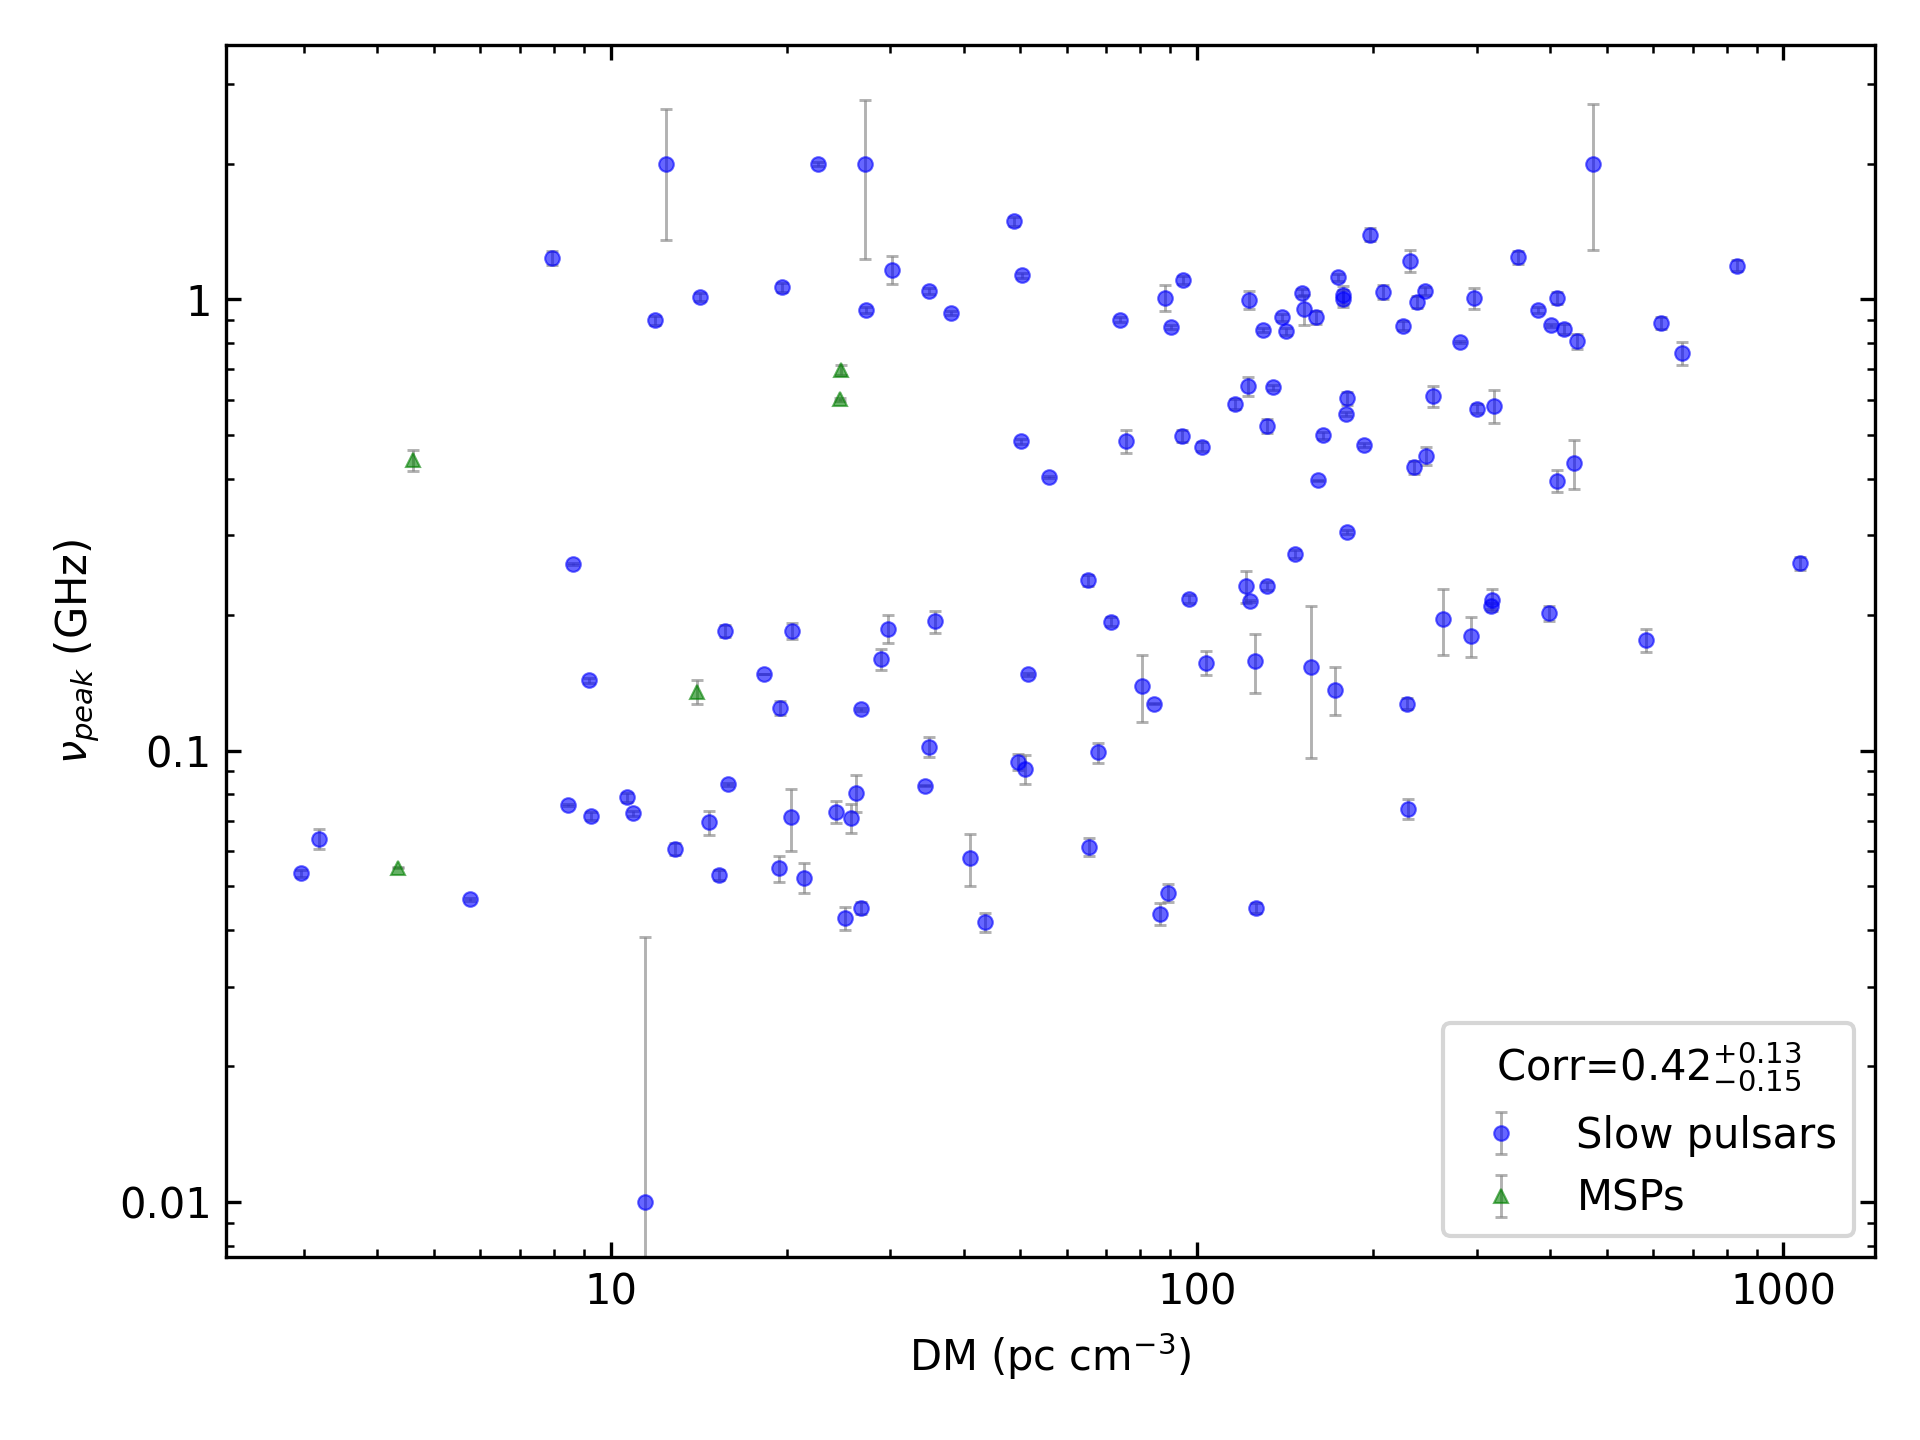 1
0.1
0.01
ν_peak (GHz)
10
100
1000
DM (pc cm⁻³)
Corr=0.42^{+0.13}_{−0.15}
Slow pulsars
MSPs